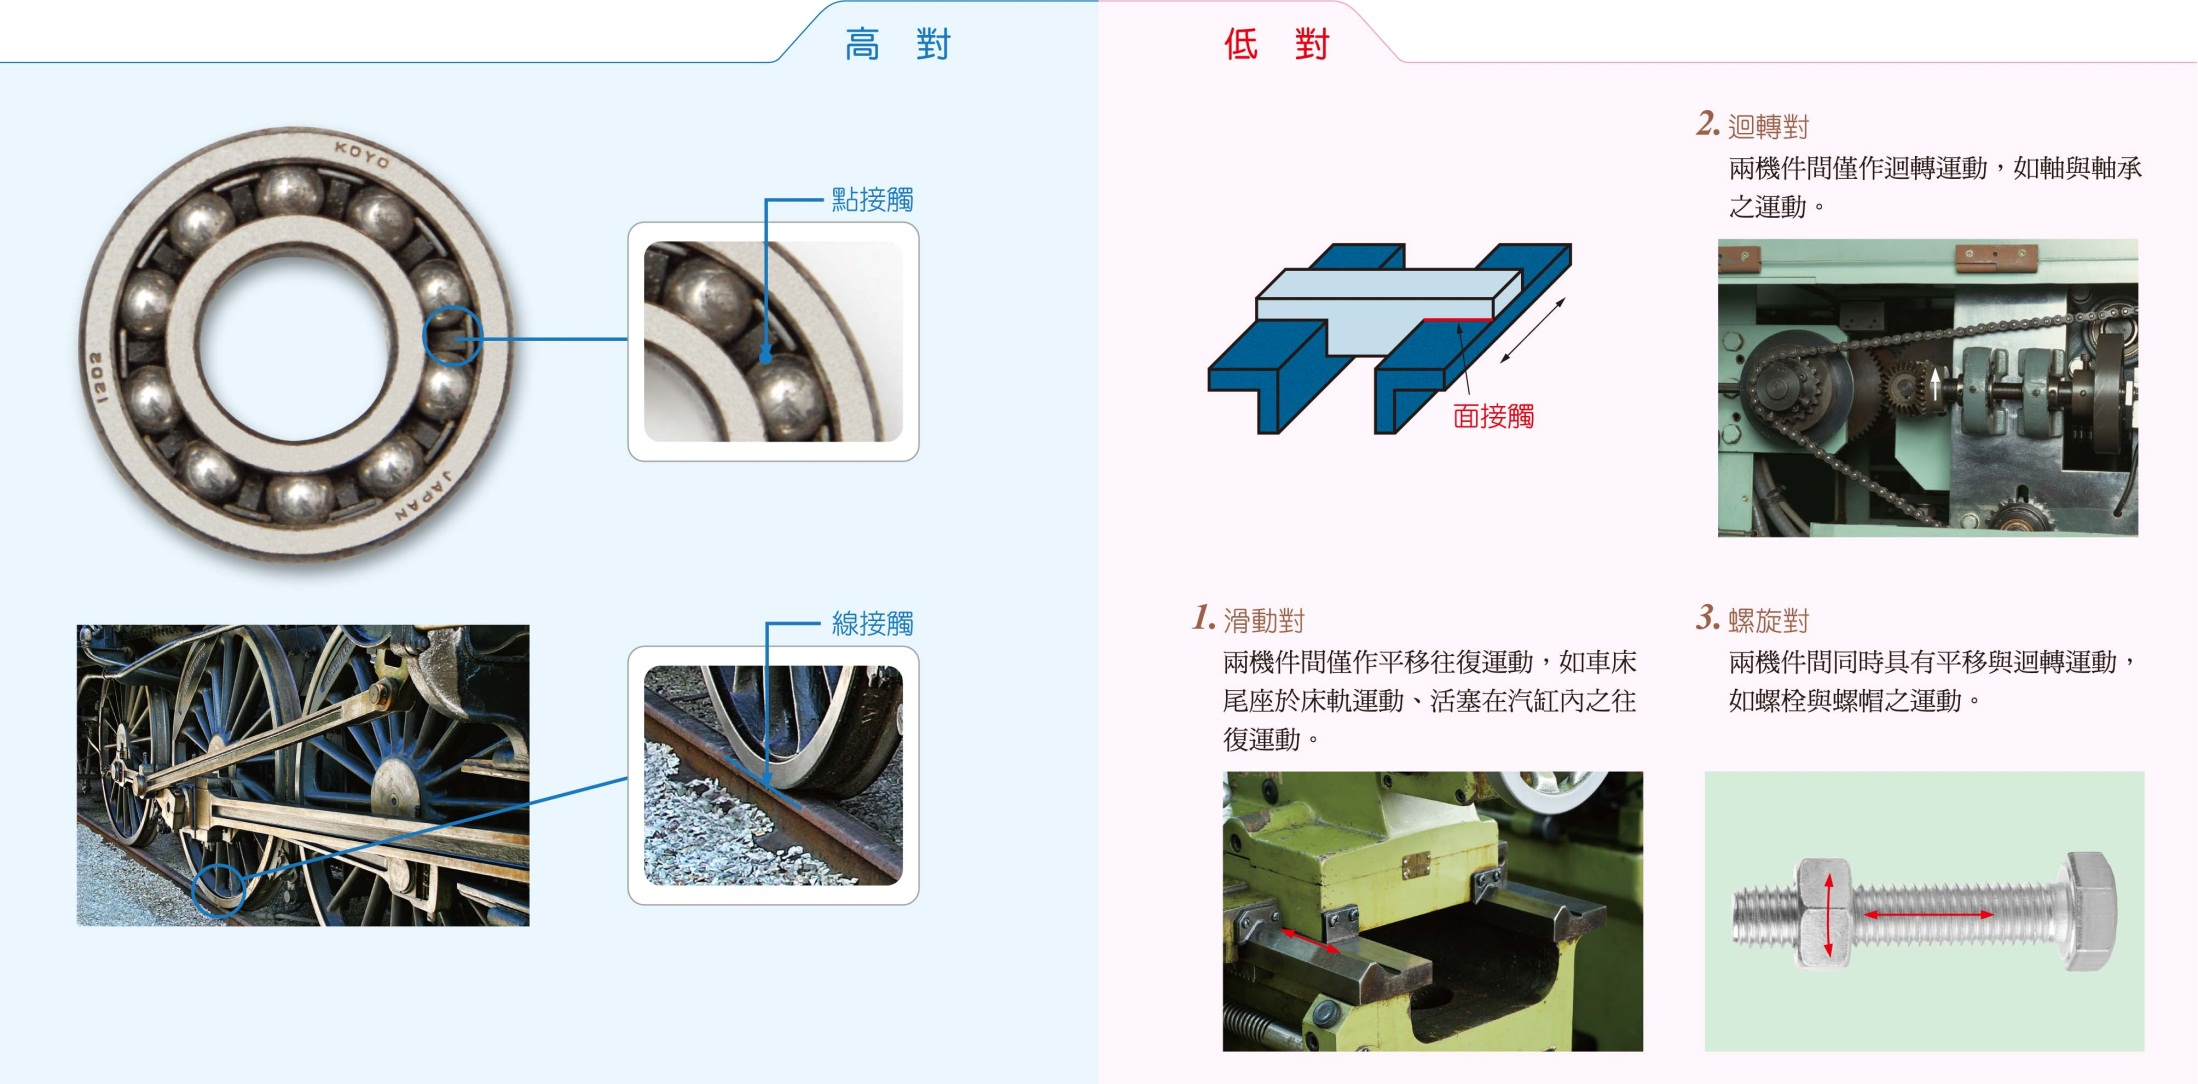 高 對
KOYO
1202
JAPAN
點接觸
線接觸
低 對
面接觸
1. 滑動對
兩機件間僅作平移往復運動，如車床
尾座於床軌運動、活塞在汽缸內之往
復運動。
2. 迴轉對
兩機件間僅作迴轉運動，如軸與軸承
之運動。
3. 螺旋對
兩機件間同時具有平移與迴轉運動，
如螺栓與螺帽之運動。